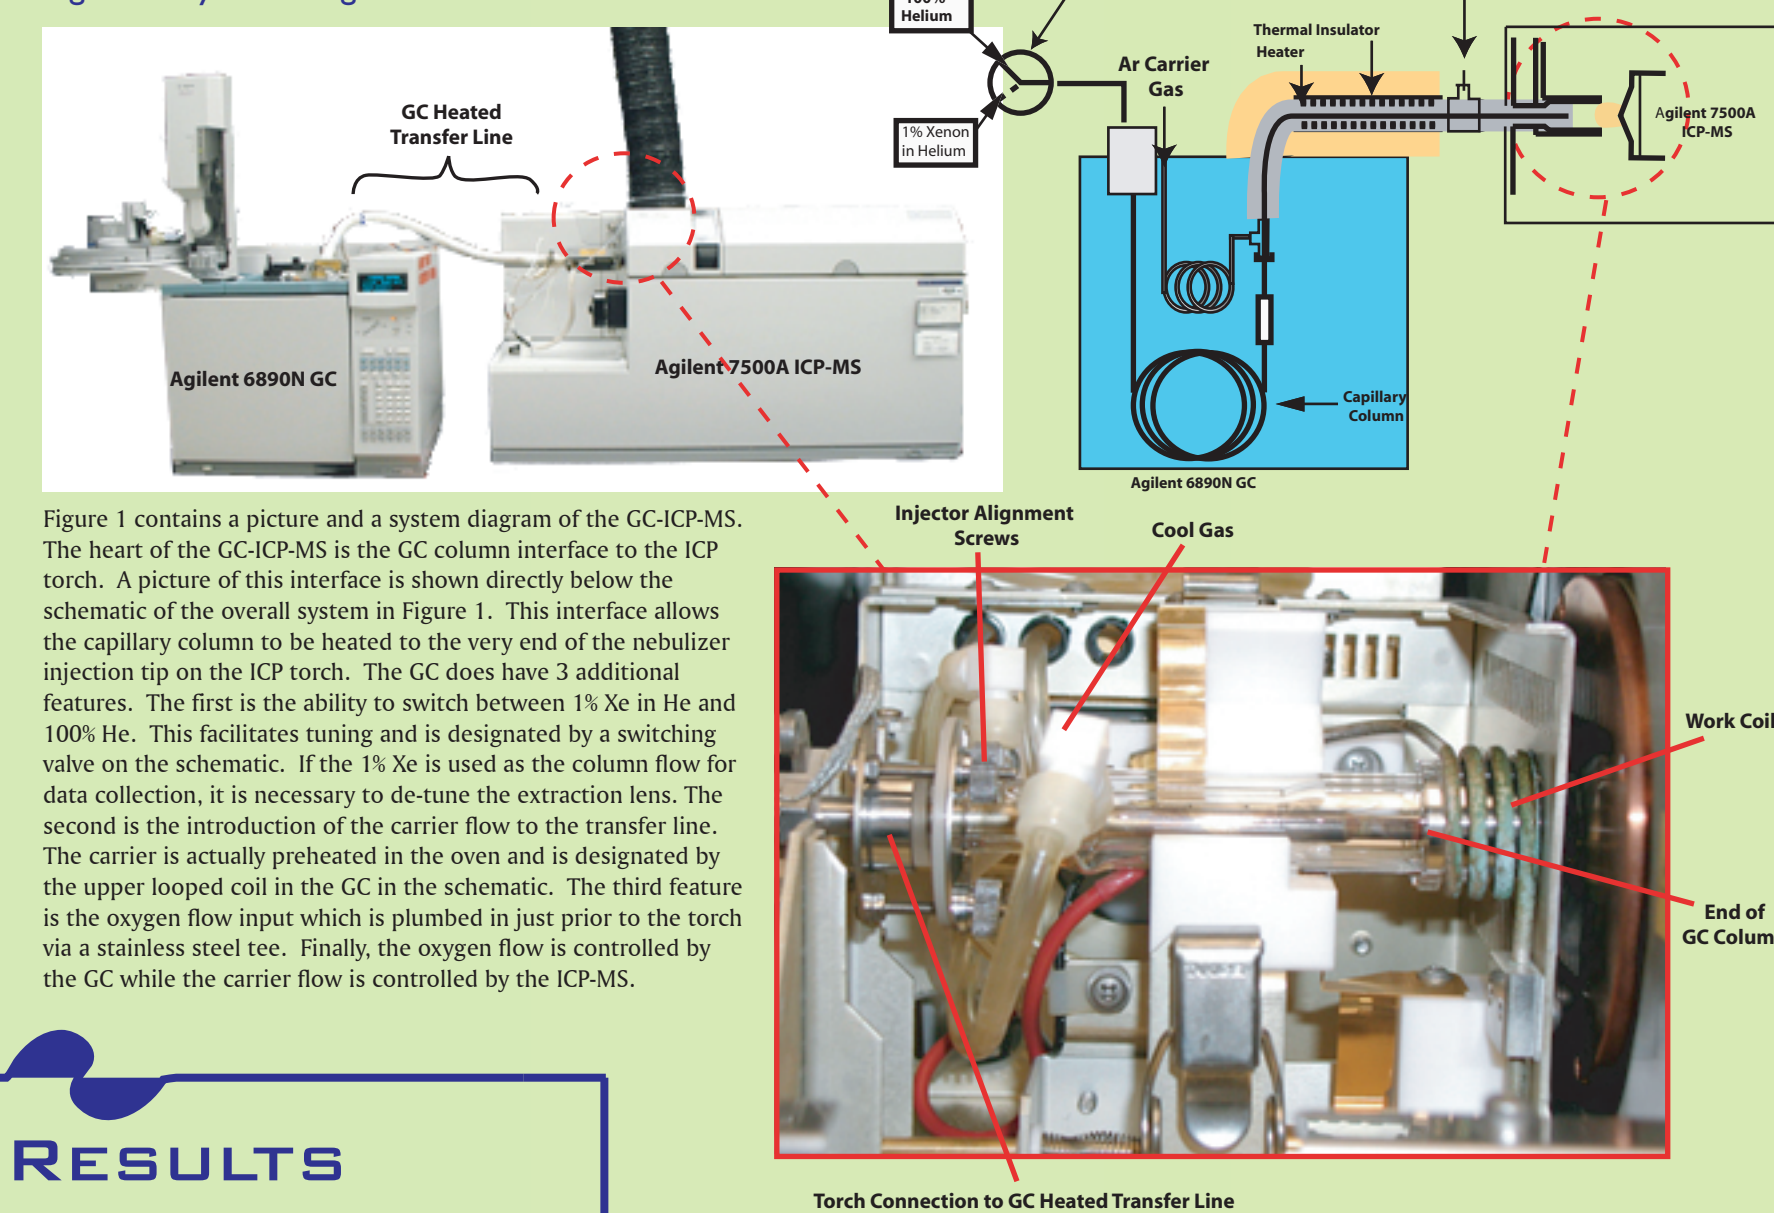 Helium
1% Xenon
in Helium
Ar Carrier
Gas
Thermal Insulator
Heater
Agilent 7500A
ICP-MS
Capillary
Column
Agilent 6890N GC
GC Heated
Transfer Line
Agilent 6890N GC
Agilent 7500A ICP-MS
Figure 1 contains a picture and a system diagram of the GC-ICP-MS.
The heart of the GC-ICP-MS is the GC column interface to the ICP
torch. A picture of this interface is shown directly below the
schematic of the overall system in Figure 1. This interface allows
the capillary column to be heated to the very end of the nebulizer
injection tip on the ICP torch. The GC does have 3 additional
features. The first is the ability to switch between 1% Xe in He and
100% He. This facilitates tuning and is designated by a switching
valve on the schematic. If the 1% Xe is used as the column flow for
data collection, it is necessary to de-tune the extraction lens. The
second is the introduction of the carrier flow to the transfer line.
The carrier is actually preheated in the oven and is designated by
the upper looped coil in the GC in the schematic. The third feature
is the oxygen flow input which is plumbed in just prior to the torch
via a stainless steel tee. Finally, the oxygen flow is controlled by
the GC while the carrier flow is controlled by the ICP-MS.
Injector Alignment
Screws
Cool Gas
Work Coil
End of
GC Colum
Torch Connection to GC Heated Transfer Line
RESULTS